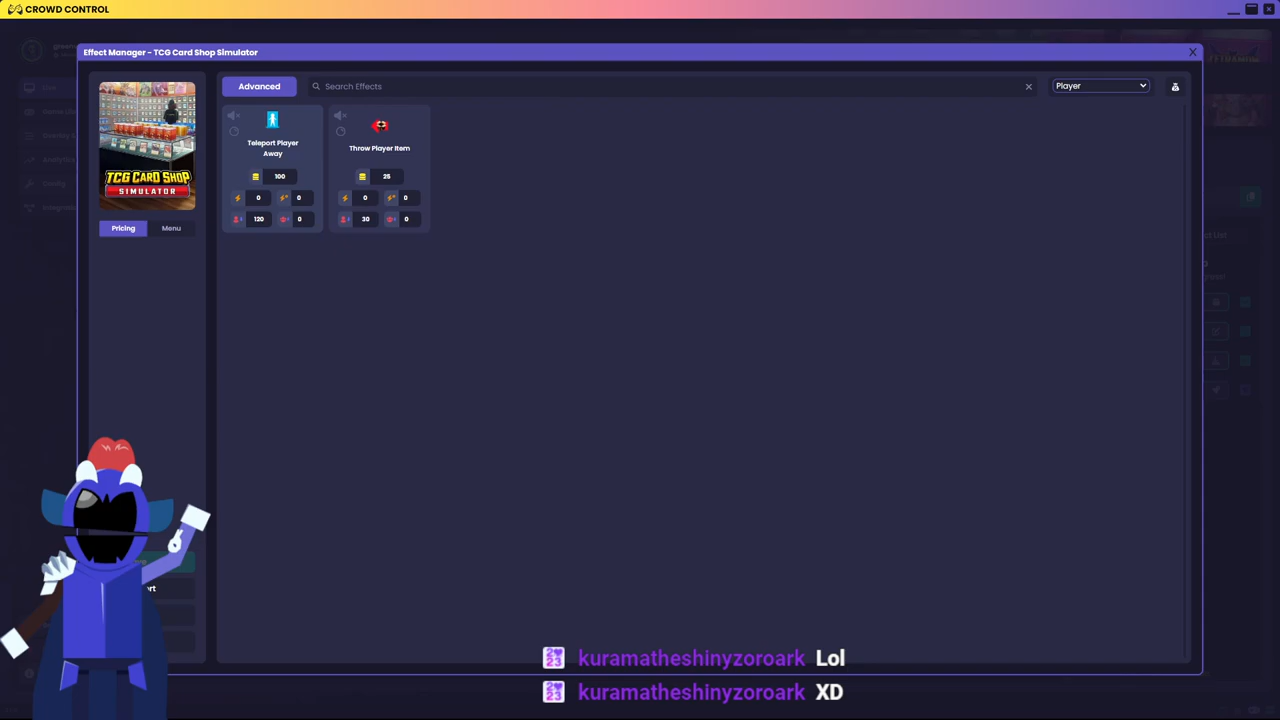 CROWD CONTROL
Effect Manager - TCG Card Shop Simulator
Advanced
Search Effects
Player
TCG CARD SHOP
SIMULATOR
Pricing
Menu
Teleport Player
Away
100
0 0
120 0
Throw Player Item
25
0 0
30 0
kuramatheshinyzoroark Lol
kuramatheshinyzoroark XD